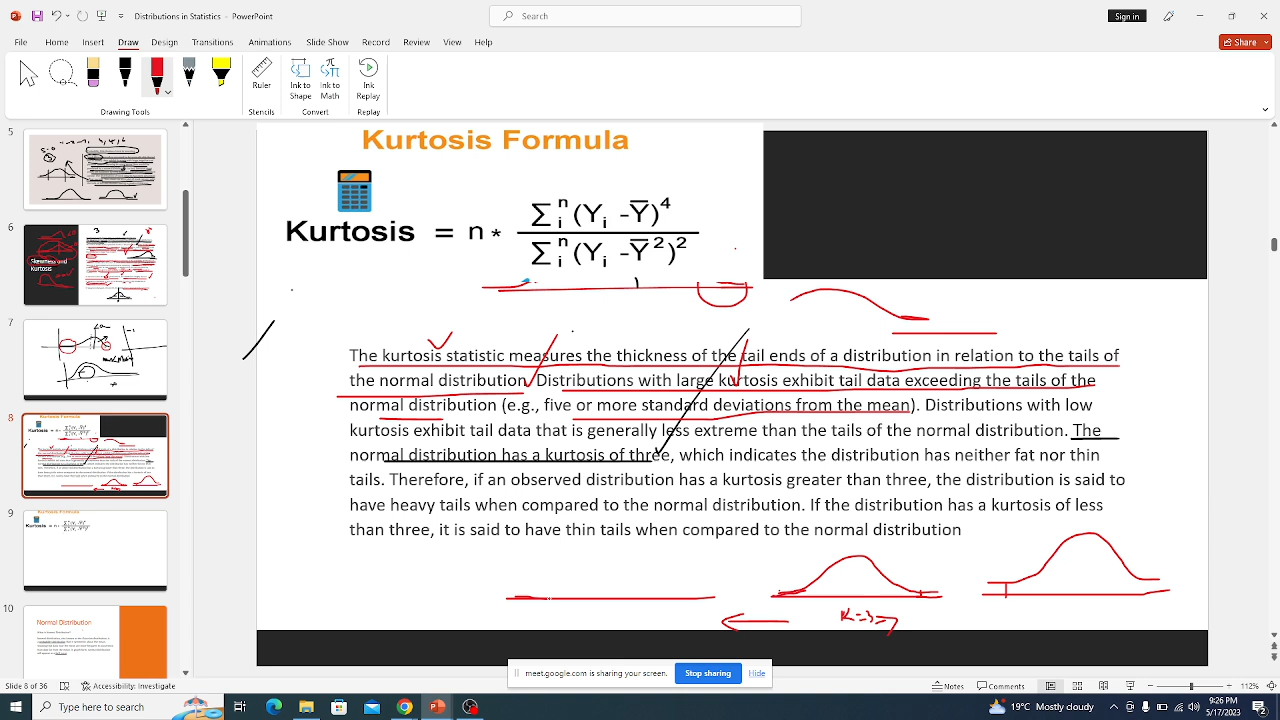 Search
Sign in
File Home Insert Draw Design Transitions Animations Slide Show Record Review View Help
Share
Ruler
Ink to Shape
Ink to Math
Ink Replay
Drawing Tools
Stencils
Convert
Replay
5
6
Skewness and
Kurtosis
7
9
Kurtosis Formula
10
Normal Distribution
Kurtosis Formula
Kurtosis = n * ∑ i n (Yi -Ȳ)4
∑ i n (Yi -Ȳ 2)2
The kurtosis statistic measures the thickness of the tail ends of a distribution in relation to the tails of
the normal distribution. Distributions with large kurtosis exhibit tail data exceeding the tails of the
normal distribution (e.g., five or more standard deviations from the mean). Distributions with low
kurtosis exhibit tail data that is generally less extreme than the tails of the normal distribution. The
normal distribution has a kurtosis of three, which indicates the distribution has neither fat nor thin
tails. Therefore, if an observed distribution has a kurtosis greater than three, the distribution is said to
have heavy tails when compared to the normal distribution. If the distribution has a kurtosis of less
than three, it is said to have thin tails when compared to the normal distribution
K=3
meet.google.com is sharing your screen.
Stop sharing
Hide
Slide 8 of 36
Accessibility: Investigate
Notes
Comments
112%
Type here to search
19°C Mostly cloudy
9:26 PM
5/17/2023